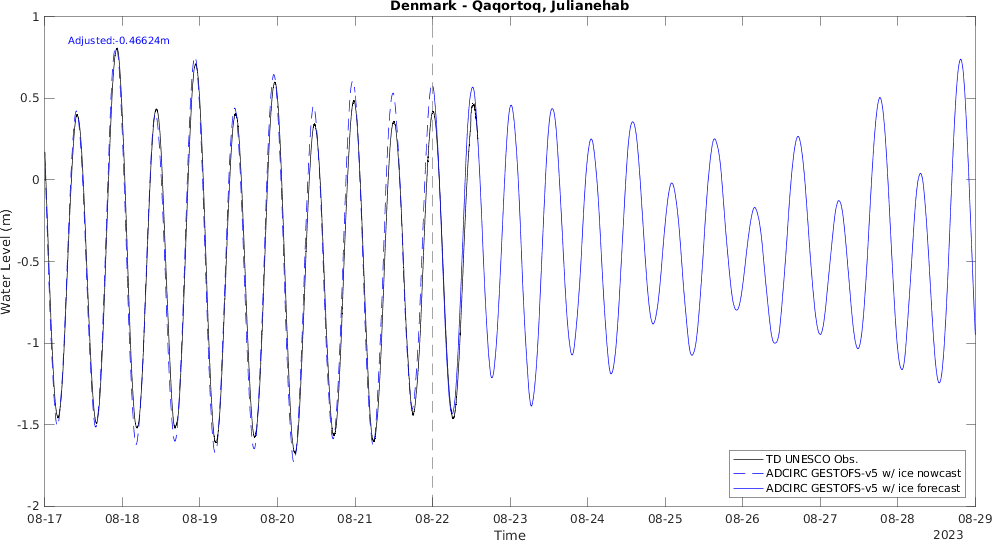 Denmark - Qaqortoq, Julianehab
Adjusted:-0.46624m
1
0.5
0
-0.5
-1
-1.5
-2
Water Level (m)
TD UNESCO Obs.
ADCIRC GESTOFS-v5 w/ ice nowcast
ADCIRC GESTOFS-v5 w/ ice forecast
08-17 08-18 08-19 08-20 08-21 08-22 08-23 08-24 08-25 08-26 08-27 08-28 08-29
Time
2023